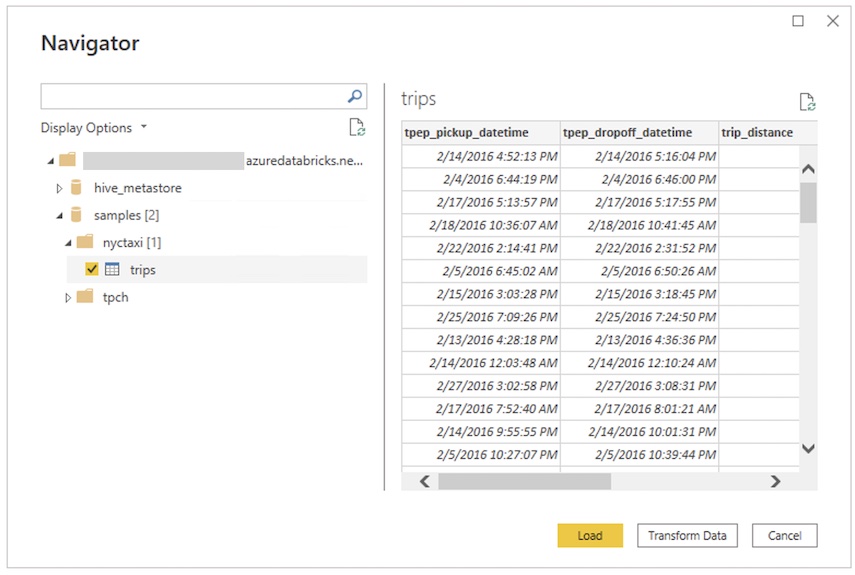 Navigator
Display Options
azuredatabricks.ne...
hive_metastore
samples [2]
nyctaxi [1]
trips
tpch
trips
tpep_pickup_datetime tpep_dropoff_datetime trip_distance
2/14/2016 4:52:13 PM 2/14/2016 5:16:04 PM
2/4/2016 6:44:19 PM 2/4/2016 6:46:00 PM
2/17/2016 5:13:57 PM 2/17/2016 5:17:55 PM
2/18/2016 10:36:07 AM 2/18/2016 10:41:45 AM
2/22/2016 2:14:41 PM 2/22/2016 2:31:52 PM
2/5/2016 6:45:02 AM 2/5/2016 6:50:26 AM
2/15/2016 3:03:28 PM 2/15/2016 3:18:45 PM
2/25/2016 7:09:26 PM 2/25/2016 7:24:50 PM
2/13/2016 4:28:18 PM 2/13/2016 4:36:36 PM
2/14/2016 12:03:48 AM 2/14/2016 12:10:24 AM
2/27/2016 3:02:58 PM 2/27/2016 3:08:31 PM
2/17/2016 7:52:40 AM 2/17/2016 8:01:21 AM
2/14/2016 9:55:55 PM 2/14/2016 10:01:31 PM
2/5/2016 10:27:07 PM 2/5/2016 10:39:44 PM
Load Transform Data Cancel